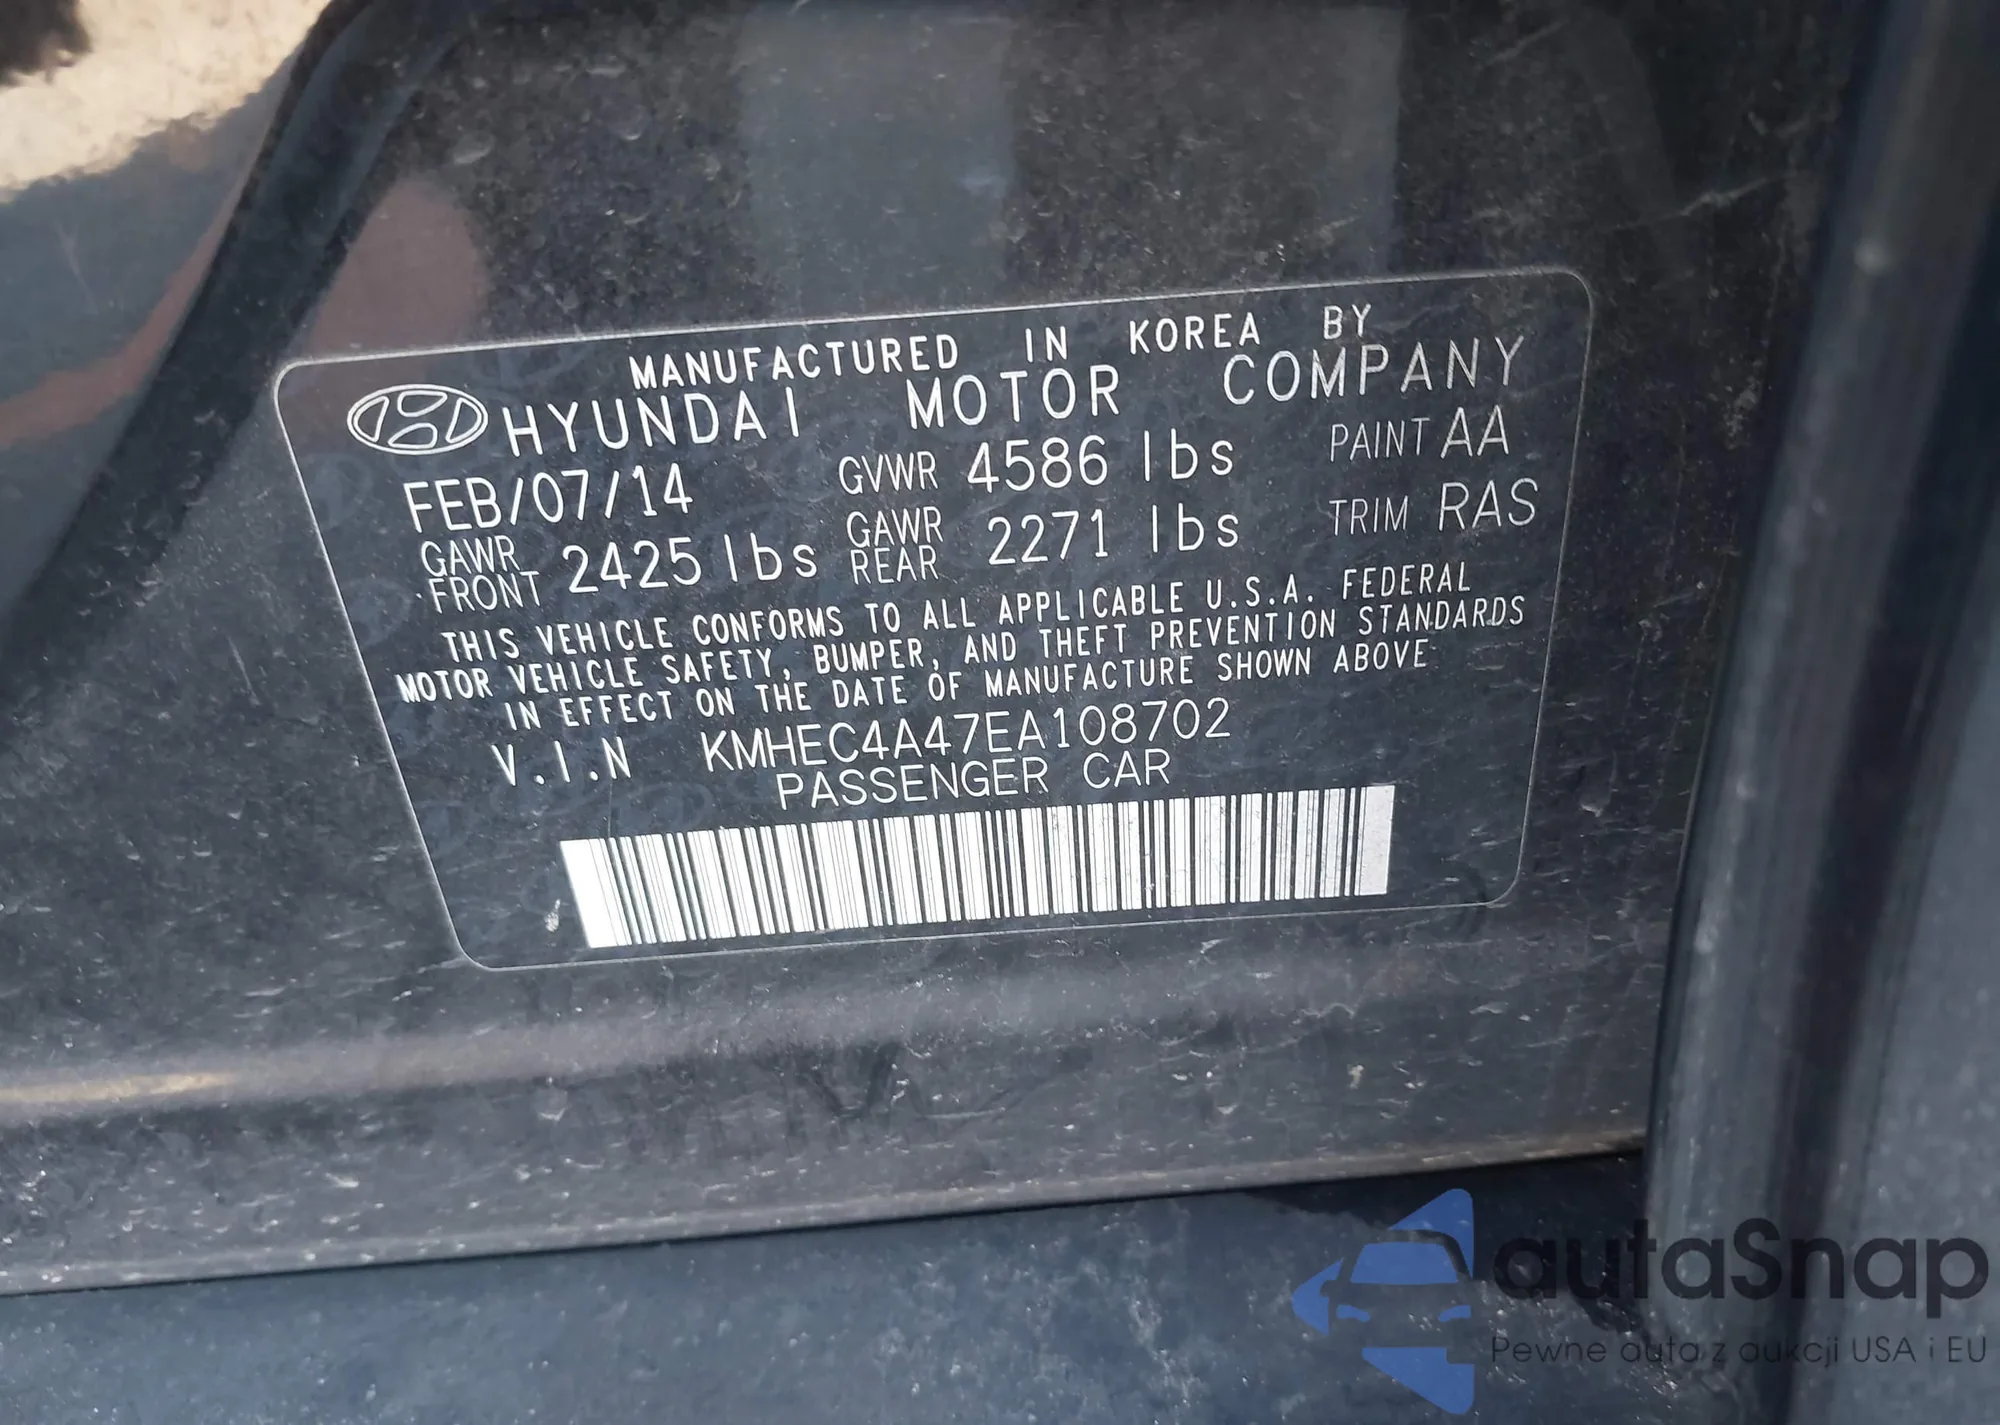 MANUFACTURED IN KOREA BY
HYUNDAI MOTOR COMPANY
FEB/07/14 GVWR 4586 lbs PAINT AA
GAWR FRONT 2425 lbs GAWR REAR 2271 lbs TRIM RAS
THIS VEHICLE CONFORMS TO ALL APPLICABLE U.S.A. FEDERAL
MOTOR VEHICLE SAFETY, BUMPER, AND THEFT PREVENTION STANDARDS
IN EFFECT ON THE DATE OF MANUFACTURE SHOWN ABOVE
V.I.N KMHEC4A47EA108702
PASSENGER CAR
autaSnap
Pewne auta z aukcji USA i EU